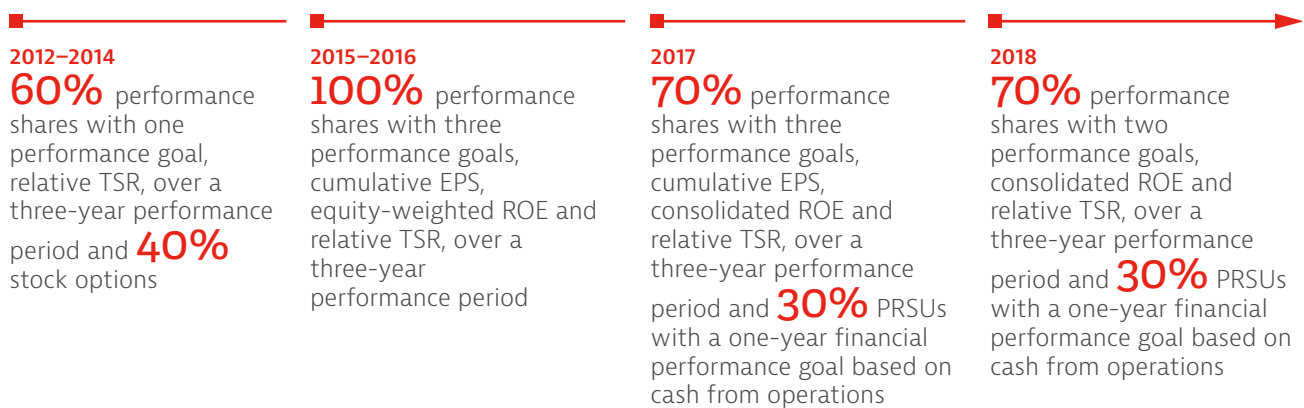 2012–2014
60% performance
shares with one
performance goal,
relative TSR, over a
three-year performance
period and 40%
stock options
2015–2016
100% performance
shares with three
performance goals,
cumulative EPS,
equity-weighted ROE and
relative TSR, over a
three-year
performance period
2017
70% performance
shares with three
performance goals,
cumulative EPS,
consolidated ROE and
relative TSR, over a
three-year performance
period and 30% PRSUs
with a one-year financial
performance goal based on
cash from operations
2018
70% performance
shares with two
performance goals,
consolidated ROE and
relative TSR, over a
three-year performance
period and 30% PRSUs
with a one-year financial
performance goal based on
cash from operations